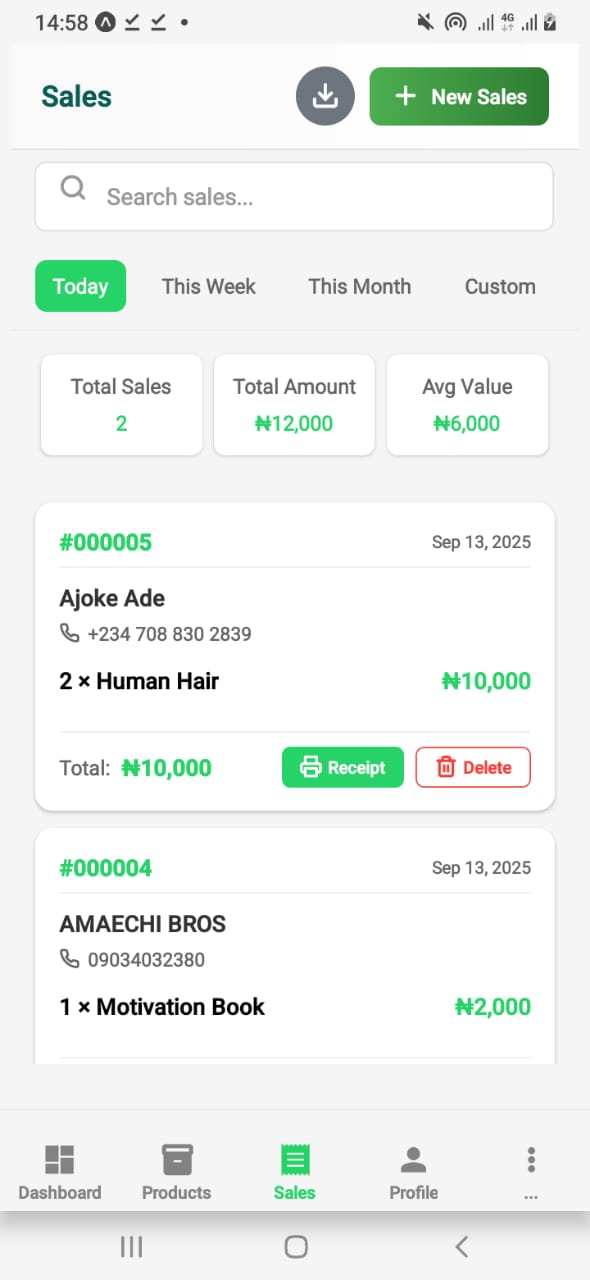 14:58
4G
Sales
New Sales
Search sales...
Today This Week This Month Custom
Total Sales Total Amount Avg Value
2 ₦12,000 ₦6,000
#000005 Sep 13, 2025
Ajoke Ade
+234 708 830 2839
2 × Human Hair ₦10,000
Total: ₦10,000 Receipt Delete
#000004 Sep 13, 2025
AMAECHI BROS
09034032380
1 × Motivation Book ₦2,000
Dashboard Products Sales Profile ...